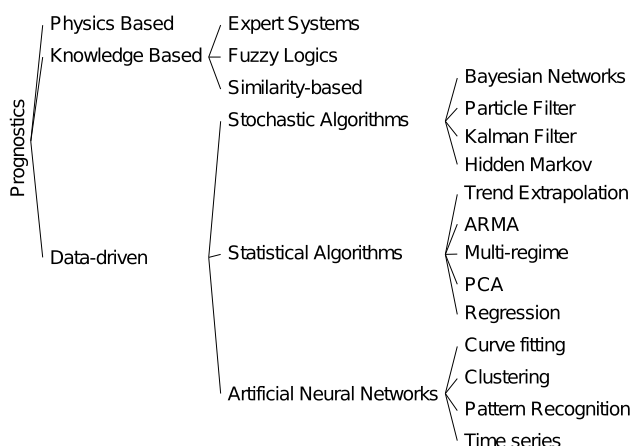 Prognostics
Physics Based
Knowledge Based
Expert Systems
Fuzzy Logics
Similarity-based
Data-driven
Stochastic Algorithms
Bayesian Networks
Particle Filter
Kalman Filter
Hidden Markov
Statistical Algorithms
Trend Extrapolation
ARMA
Multi-regime
PCA
Regression
Artificial Neural Networks
Curve fitting
Clustering
Pattern Recognition
Time series